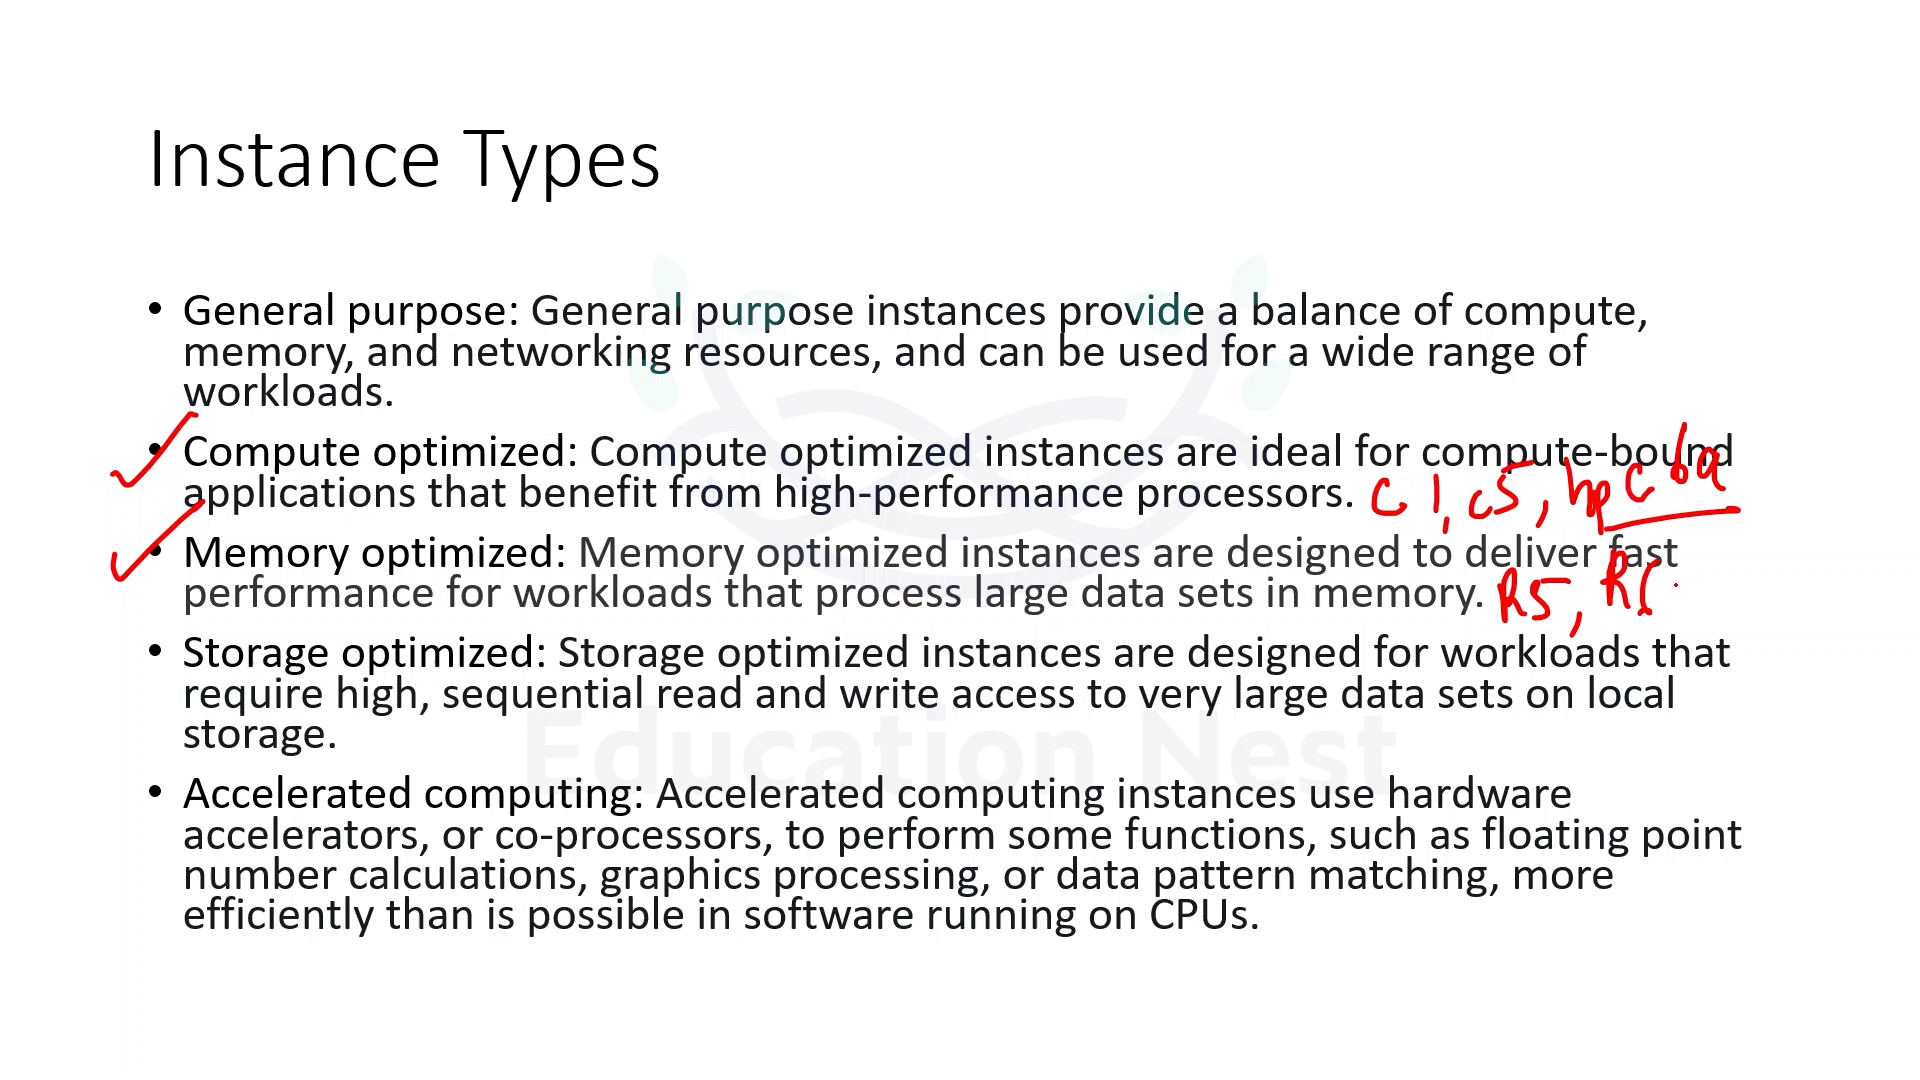 Instance Types
• General purpose: General purpose instances provide a balance of compute,
memory, and networking resources, and can be used for a wide range of
workloads.
• Compute optimized: Compute optimized instances are ideal for compute-bound
applications that benefit from high-performance processors. C1, c5, hpc6a
• Memory optimized: Memory optimized instances are designed to deliver fast
performance for workloads that process large data sets in memory. R5,
• Storage optimized: Storage optimized instances are designed for workloads that
require high, sequential read and write access to very large data sets on local
storage.
Education Nest
• Accelerated computing: Accelerated computing instances use hardware
accelerators, or co-processors, to perform some functions, such as floating point
number calculations, graphics processing, or data pattern matching, more
efficiently than is possible in software running on CPUs.